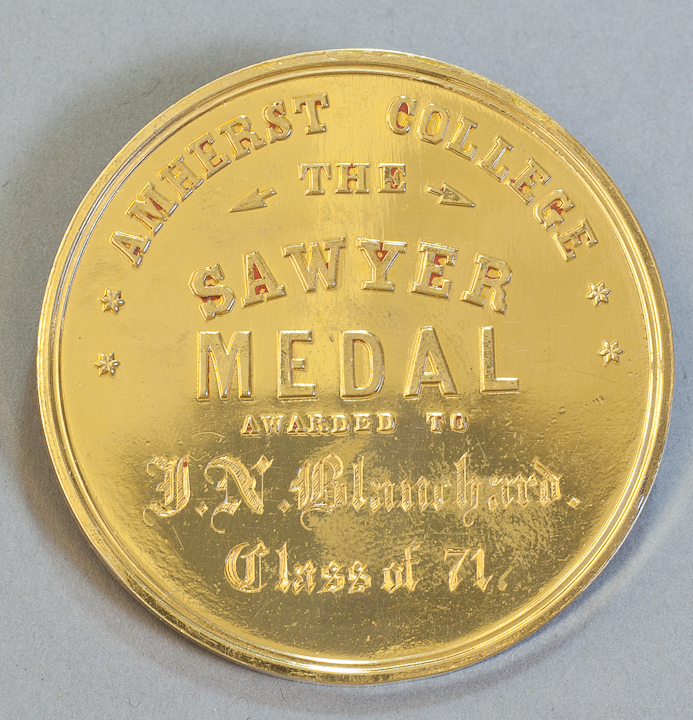 AMHERST COLLEGE
THE
SAWYER
MEDAL
AWARDED TO
J. N. Blanchard.
Class of 71.